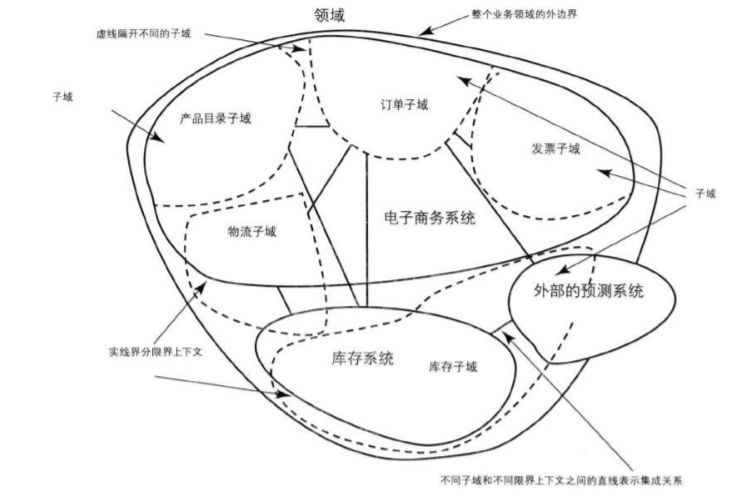 领域
整个业务领域的外边界
虚线隔开不同的子域
子域
产品目录子域
订单子域
发票子域
子域
电子商务系统
物流子域
外部的预测系统
实线界分限界上下文
库存系统
库存子域
不同子域和不同限界上下文之间的直线表示集成关系